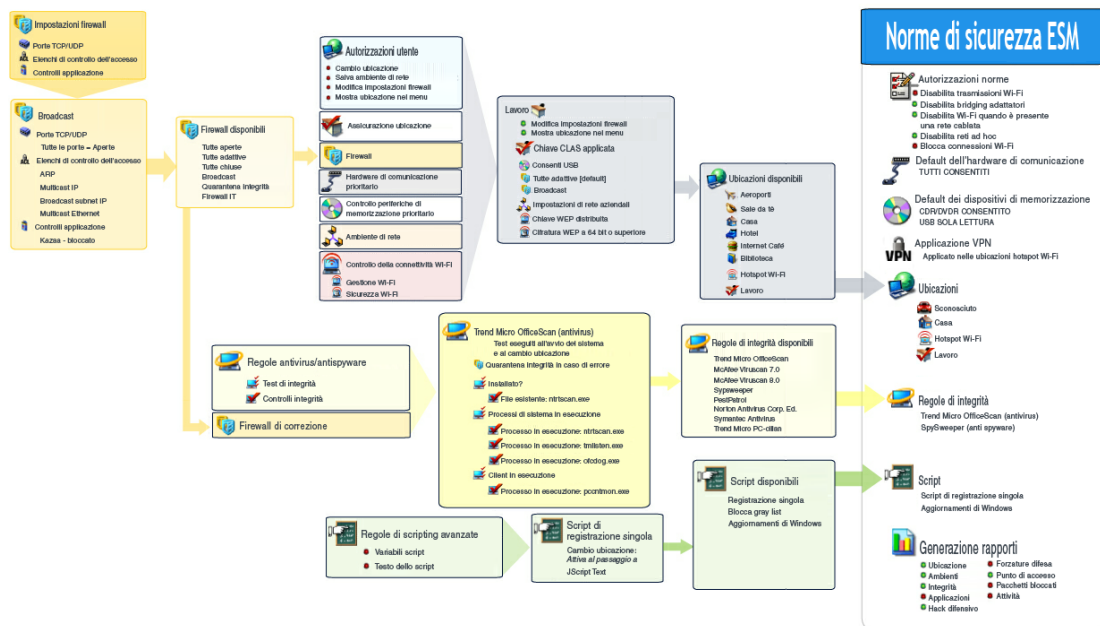 Impostazioni firewall
Porte TCP/UDP
Elenchi di controllo dell'accesso
Controlli applicazione
Broadcast
Porte TCP/UDP
Tutte le porte – Aperte
Elenchi di controllo dell'accesso
ARP
Multicast IP
Broadcast subnet IP
Multicast Ethernet
Controlli applicazione
Kazaa - bloccato
Firewall disponibili
Tutte aperte
Tutte adattive
Tutte chiuse
Broadcast
Quarantena integrità
Firewall IT
Autorizzazioni utente
Cambio ubicazione
Salva ambiente di rete
Modifica impostazioni firewall
Mostra ubicazione nel menu
Assicurazione ubicazione
Firewall
Hardware di comunicazione
prioritario
Controllo periferiche di
memorizzazione prioritario
Ambiente di rete
Controllo della connettività Wi-Fi
Gestione Wi-Fi
Sicurezza Wi-Fi
Lavoro
Modifica impostazioni firewall
Mostra ubicazione nel menu
Chiave CLAS applicata
Consenti USB
Tutte adattive [default]
Broadcast
Impostazioni di rete aziendali
Chiave WEP distribuita
Cifratura WEP a 64 bit o superiore
Ubicazioni disponibili
Aeroporti
Sale da tè
Casa
Hotel
Internet Café
Biblioteca
Hotspot Wi-Fi
Lavoro
Regole antivirus/antispyware
Test di integrità
Controlli integrità
Firewall di correzione
Trend Micro OfficeScan (antivirus)
Test eseguiti all'avvio del sistema
e al cambio ubicazione
Quarantena integrità in caso di errore
Installato?
File esistente: ntrtscan.exe
Processi di sistema in esecuzione
Processo in esecuzione: ntrtscan.exe
Processo in esecuzione: tmlisten.exe
Processo in esecuzione: ofcdog.exe
Client in esecuzione
Processo in esecuzione: pccntmon.exe
Regole di integrità disponibili
Trend Micro OfficeScan
McAfee Viruscan 7.0
McAfee Viruscan 8.0
Sypsweeper
PestPatrol
Norton Antivirus Corp. Ed.
Symantec Antivirus
Trend Micro PC-cillan
Regole di scripting avanzate
Variabili script
Testo dello script
Script di
registrazione singola
Cambio ubicazione:
Attiva al passaggio a
JScript Text
Script disponibili
Registrazione singola
Blocca gray list
Aggiornamenti di Windows
Norme di sicurezza ESM
Autorizzazioni norme
Disabilita trasmissioni Wi-Fi
Disabilita bridging adattatori
Disabilita Wi-Fi quando è presente
una rete cablata
Disabilita reti ad hoc
Blocca connessioni Wi-Fi
Default dell'hardware di comunicazione
TUTTI CONSENTITI
Default dei dispositivi di memorizzazione
CDR/DVDR CONSENTITO
USB SOLA LETTURA
VPN
Applicazione VPN
Applicato nelle ubicazioni hotspot Wi-Fi
Ubicazioni
Sconosciuto
Casa
Hotspot Wi-Fi
Lavoro
Regole di integrità
Trend Micro OfficeScan (antivirus)
SpySweeper (anti spyware)
Script
Script di registrazione singola
Aggiornamenti di Windows
Generazione rapporti
Ubicazione
Ambienti
Integrità
Applicazioni
Hack difensivo
Forzature difesa
Punto di accesso
Pacchetti bloccati
Attività